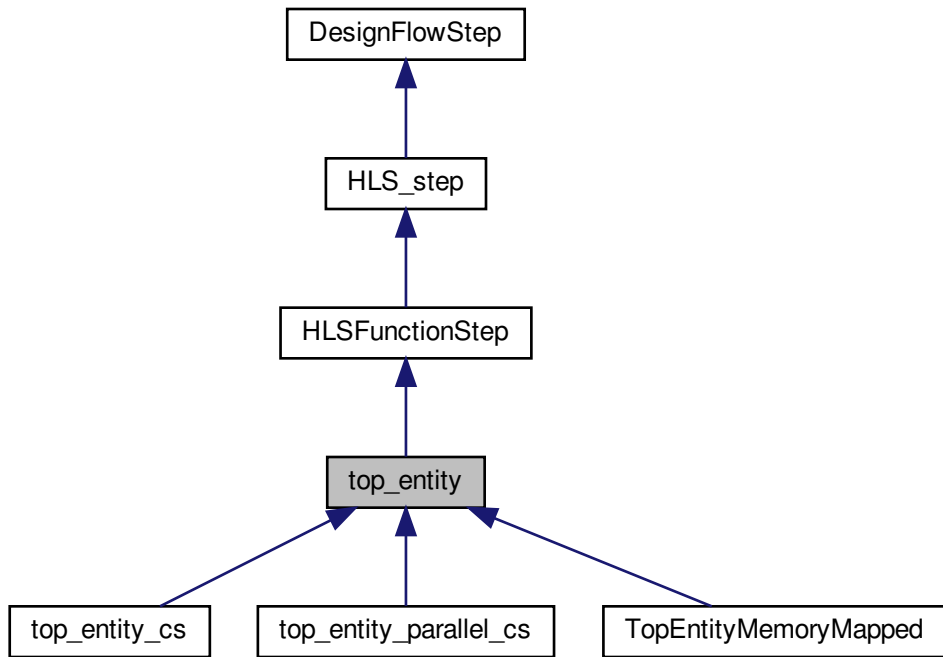 DesignFlowStep
HLS_step
HLSFunctionStep
top_entity
top_entity_cs
top_entity_parallel_cs
TopEntityMemoryMapped